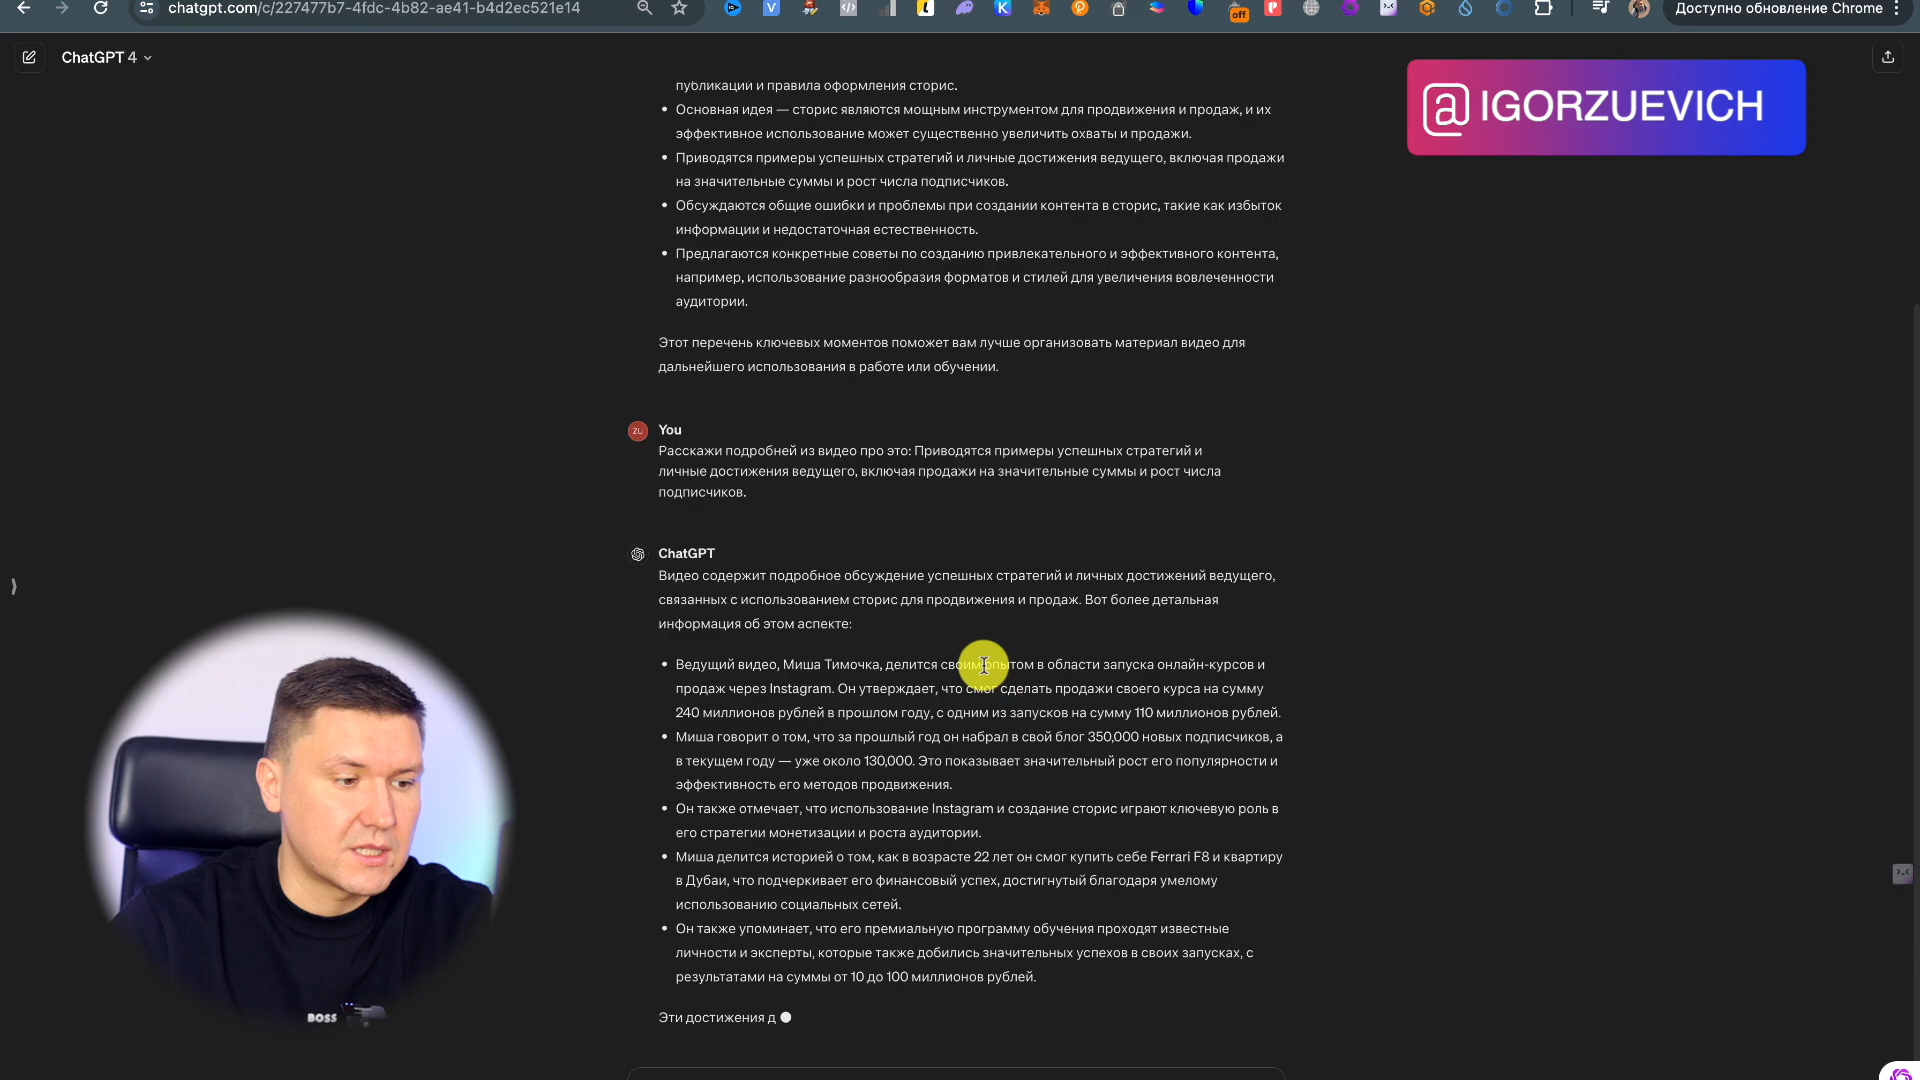 chatgpt.com/c/227477b7-4fdc-4b82-ae41-b4d2ec521e14
off
Доступно обновление Chrome
ChatGPT 4
@IGORZUEVICH
публикации и правила оформления сторис.
• Основная идея — сторис являются мощным инструментом для продвижения и продаж, и их
эффективное использование может существенно увеличить охваты и продажи.
• Приводятся примеры успешных стратегий и личные достижения ведущего, включая продажи
на значительные суммы и рост числа подписчиков.
• Обсуждаются общие ошибки и проблемы при создании контента в сторис, такие как избыток
информации и недостаточная естественность.
• Предлагаются конкретные советы по созданию привлекательного и эффективного контента,
например, использование разнообразия форматов и стилей для увеличения вовлеченности
аудитории.
Этот перечень ключевых моментов поможет вам лучше организовать материал видео для
дальнейшего использования в работе или обучении.
ZU You
Расскажи подробней из видео про это: Приводятся примеры успешных стратегий и
личные достижения ведущего, включая продажи на значительные суммы и рост числа
подписчиков.
ChatGPT
Видео содержит подробное обсуждение успешных стратегий и личных достижений ведущего,
связанных с использованием сторис для продвижения и продаж. Вот более детальная
информация об этом аспекте:
• Ведущий видео, Миша Тимочка, делится своим опытом в области запуска онлайн-курсов и
продаж через Instagram. Он утверждает, что смог сделать продажи своего курса на сумму
240 миллионов рублей в прошлом году, с одним из запусков на сумму 110 миллионов рублей.
• Миша говорит о том, что за прошлый год он набрал в свой блог 350,000 новых подписчиков, а
в текущем году — уже около 130,000. Это показывает значительный рост его популярности и
эффективность его методов продвижения.
• Он также отмечает, что использование Instagram и создание сторис играют ключевую роль в
его стратегии монетизации и роста аудитории.
• Миша делится историей о том, как в возрасте 22 лет он смог купить себе Ferrari F8 и квартиру
в Дубаи, что подчеркивает его финансовый успех, достигнутый благодаря умелому
использованию социальных сетей.
• Он также упоминает, что его премиальную программу обучения проходят известные
личности и эксперты, которые также добились значительных успехов в своих запусках, с
результатами на суммы от 10 до 100 миллионов рублей.
Эти достижения д
BOSS